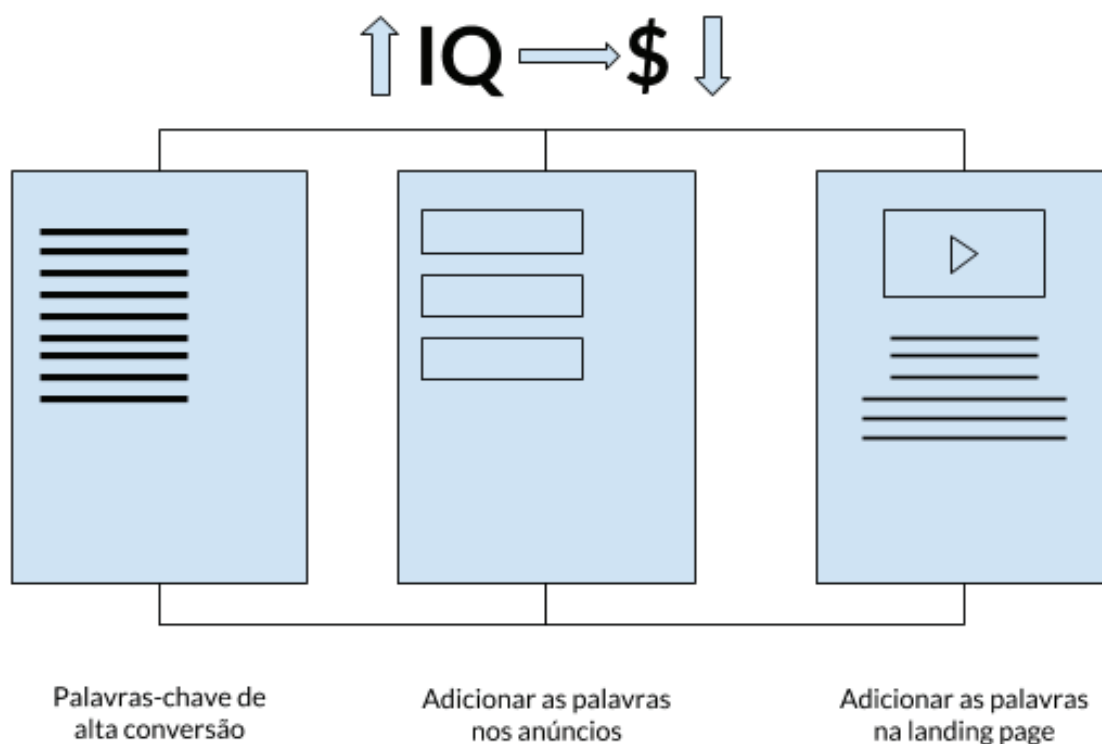 IQ $
Palavras-chave de
alta conversão
Adicionar as palavras
nos anúncios
Adicionar as palavras
na landing page